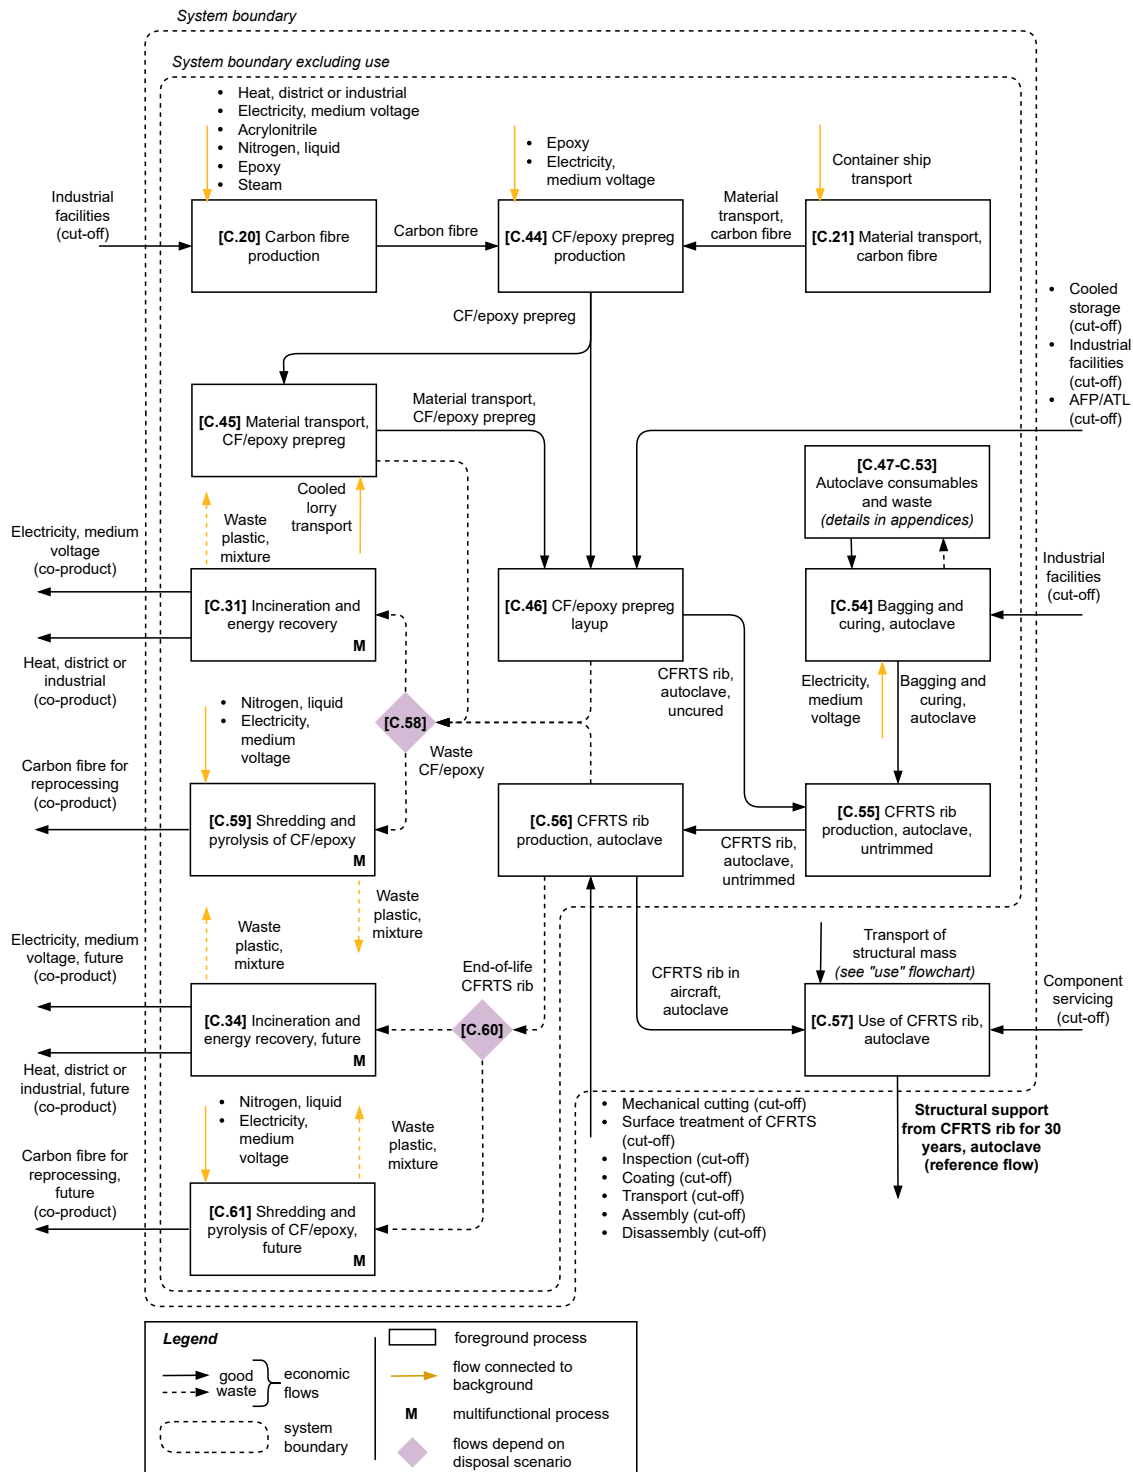 System boundary
System boundary excluding use
• Heat, district or industrial
• Electricity, medium voltage
• Acrylonitrile
• Nitrogen, liquid
• Epoxy
• Steam
• Epoxy
• Electricity,
medium voltage
Container ship
transport
Industrial
facilities
(cut-off)
[C.20] Carbon fibre
production
Carbon fibre
[C.44] CF/epoxy prepreg
production
Material
transport,
carbon fibre
[C.21] Material transport,
carbon fibre
CF/epoxy prepreg
• Cooled
storage
(cut-off)
• Industrial
facilities
(cut-off)
• AFP/ATL
(cut-off)
[C.45] Material transport,
CF/epoxy prepreg
Material transport,
CF/epoxy prepreg
[C.47-C.53]
Autoclave consumables
and waste
(details in appendices)
Cooled
lorry
transport
Waste
plastic,
mixture
Electricity, medium
voltage
(co-product)
[C.31] Incineration and
energy recovery
M
Heat, district or
industrial
(co-product)
[C.46] CF/epoxy prepreg
layup
[C.54] Bagging and
curing, autoclave
Industrial
facilities
(cut-off)
CFRTS rib,
autoclave,
uncured
Electricity,
medium
voltage
Bagging and
curing,
autoclave
• Nitrogen, liquid
• Electricity,
medium
voltage
[C.58]
Waste
CF/epoxy
Carbon fibre for
reprocessing
(co-product)
[C.59] Shredding and
pyrolysis of CF/epoxy
M
[C.56] CFRTS rib
production, autoclave
CFRTS rib,
autoclave,
untrimmed
[C.55] CFRTS rib
production, autoclave,
untrimmed
Waste
plastic,
mixture
Waste
plastic,
mixture
Electricity, medium
voltage, future
(co-product)
[C.34] Incineration and
energy recovery, future
M
Heat, district or
industrial, future
(co-product)
End-of-life
CFRTS rib
[C.60]
CFRTS rib in
aircraft,
autoclave
Transport of
structural mass
(see "use" flowchart)
[C.57] Use of CFRTS rib,
autoclave
Component
servicing
(cut-off)
• Nitrogen, liquid
• Electricity,
medium
voltage
Waste
plastic,
mixture
Carbon fibre for
reprocessing,
future
(co-product)
[C.61] Shredding and
pyrolysis of CF/epoxy,
future
M
• Mechanical cutting (cut-off)
• Surface treatment of CFRTS
(cut-off)
• Inspection (cut-off)
• Coating (cut-off)
• Transport (cut-off)
• Assembly (cut-off)
• Disassembly (cut-off)
Structural support
from CFRTS rib for 30
years, autoclave
(reference flow)
Legend
good
waste
economic
flows
system
boundary
foreground process
flow connected to
background
M multifunctional process
flows depend on
disposal scenario